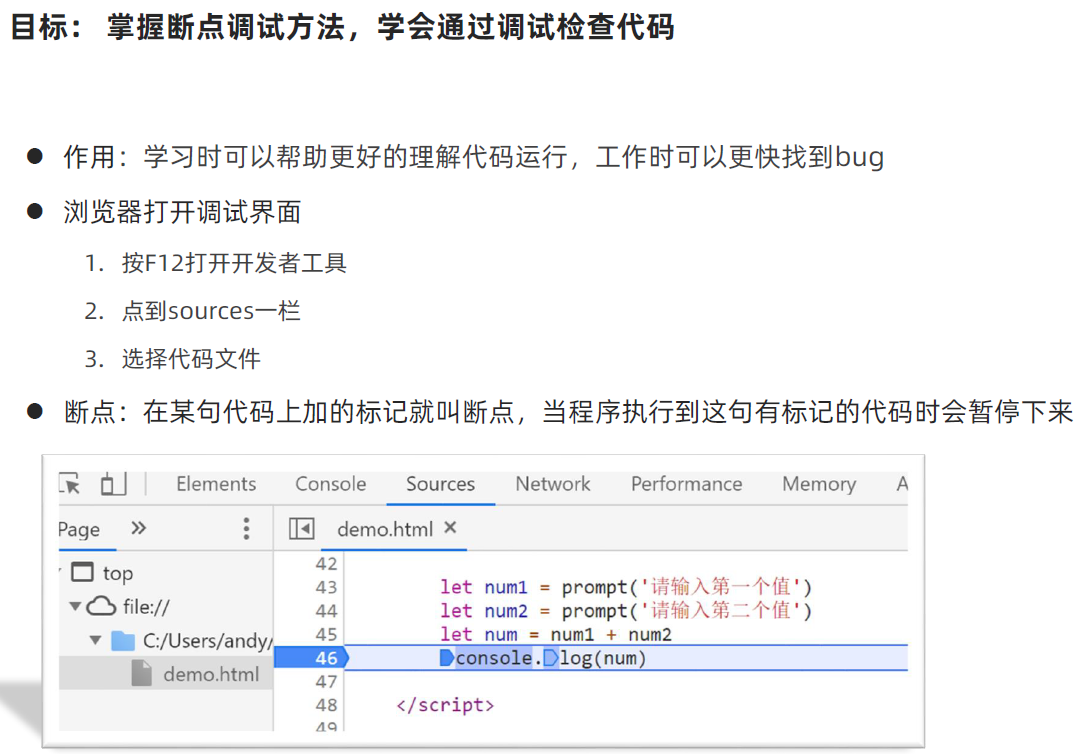 目标： 掌握断点调试方法，学会通过调试检查代码
作用：学习时可以帮助更好的理解代码运行，工作时可以更快找到bug
浏览器打开调试界面
1. 按F12打开开发者工具
2. 点到sources一栏
3. 选择代码文件
断点：在某句代码上加的标记就叫断点，当程序执行到这句有标记的代码时会暂停下来
Elements Console Sources Network Performance Memory A
Page demo.html
top
file://
C:/Users/andy/
demo.html
42
43 let num1 = prompt('请输入第一个值')
44 let num2 = prompt('请输入第二个值')
45 let num = num1 + num2
46 console.log(num)
47
48 </script>
49